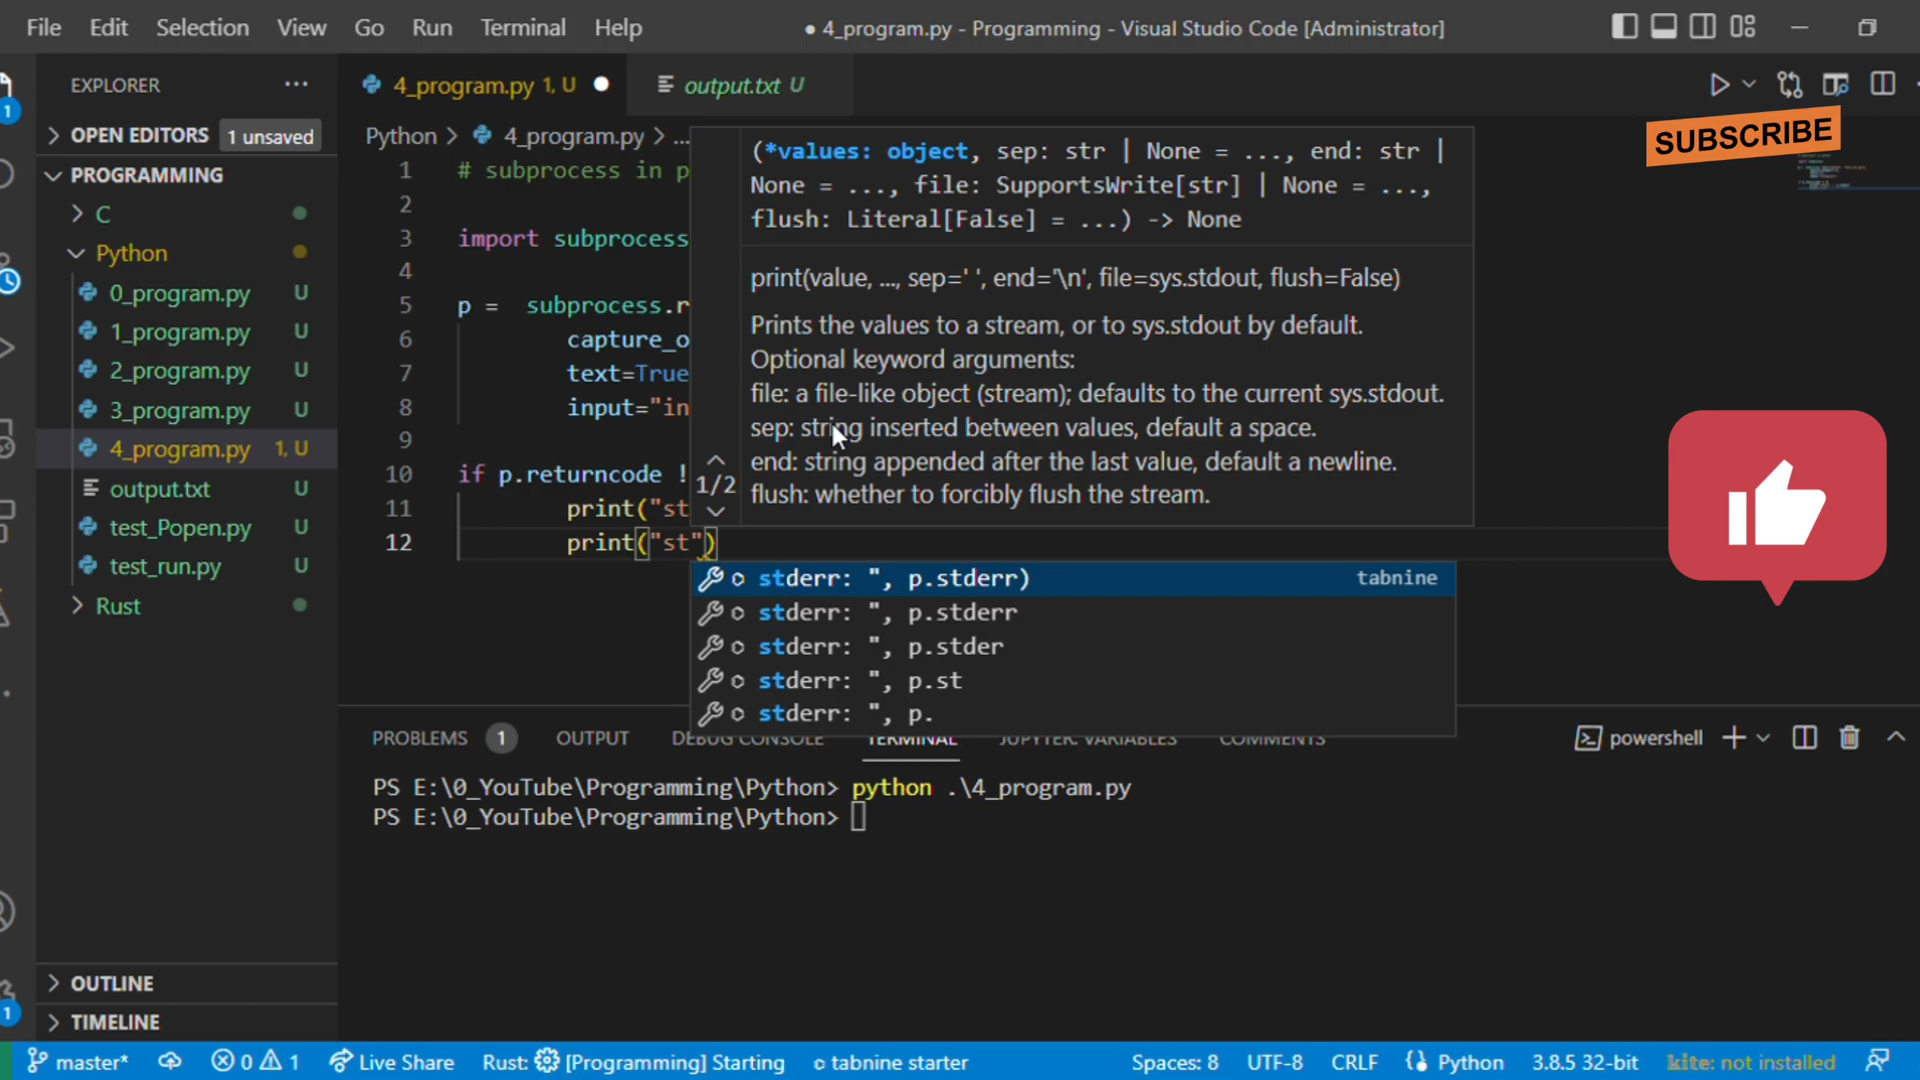 File Edit Selection View Go Run Terminal Help ● 4_program.py - Programming - Visual Studio Code [Administrator]
EXPLORER ...
4_program.py 1, U
output.txt U
SUBSCRIBE
1
OPEN EDITORS 1 unsaved
Python > 4_program.py > ...
PROGRAMMING
C
Python
0_program.py U
1_program.py U
2_program.py U
3_program.py U
4_program.py 1, U
output.txt U
test_Popen.py U
test_run.py U
Rust
1 # subprocess in p
2
3 import subprocess
4
5 p = subprocess.r
6 capture_o
7 text=True
8 input="in
9
10 if p.returncode !
11 print("st
12 print("st")
(*values: object, sep: str | None = ..., end: str |
None = ..., file: SupportsWrite[str] | None = ...,
flush: Literal[False] = ...) -> None
print(value, ..., sep=' ', end='\n', file=sys.stdout, flush=False)
Prints the values to a stream, or to sys.stdout by default.
Optional keyword arguments:
file: a file-like object (stream); defaults to the current sys.stdout.
sep: string inserted between values, default a space.
end: string appended after the last value, default a newline.
flush: whether to forcibly flush the stream.
1/2
stderr: ", p.stderr) tabnine
stderr: ", p.stderr
stderr: ", p.stder
stderr: ", p.st
stderr: ", p.
PROBLEMS 1 OUTPUT DEBUG CONSOLE TERMINAL JUPYTER: VARIABLES COMMENTS powershell
PS E:\0_YouTube\Programming\Python> python .\4_program.py
PS E:\0_YouTube\Programming\Python>
OUTLINE
1
TIMELINE
master* 0 1 Live Share Rust: [Programming] Starting tabnine starter Spaces: 8 UTF-8 CRLF Python 3.8.5 32-bit kite: not installed